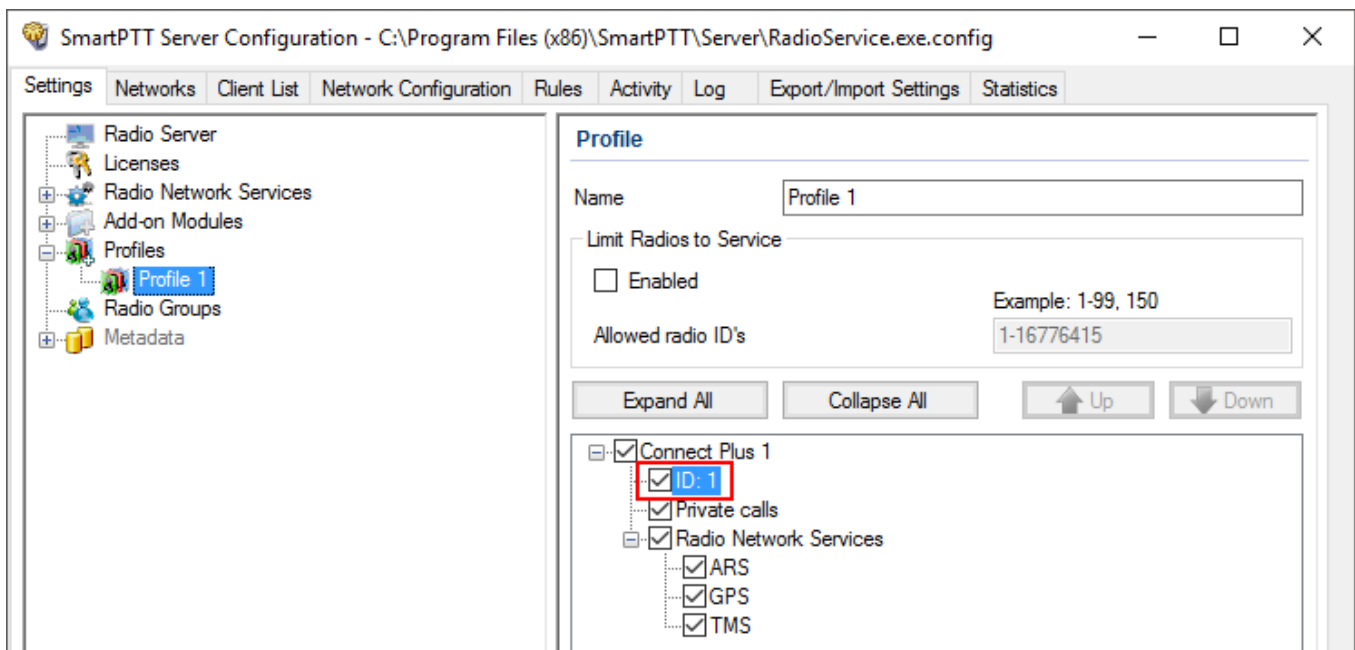 SmartPTT Server Configuration - C:\Program Files (x86)\SmartPTT\Server\RadioService.exe.config
Settings Networks Client List Network Configuration Rules Activity Log Export/Import Settings Statistics
Radio Server
Licenses
Radio Network Services
Add-on Modules
Profiles
Profile 1
Radio Groups
Metadata
Profile
Name Profile 1
Limit Radios to Service
Enabled
Example: 1-99, 150
Allowed radio ID's 1-16776415
Expand All Collapse All Up Down
Connect Plus 1
ID: 1
Private calls
Radio Network Services
ARS
GPS
TMS